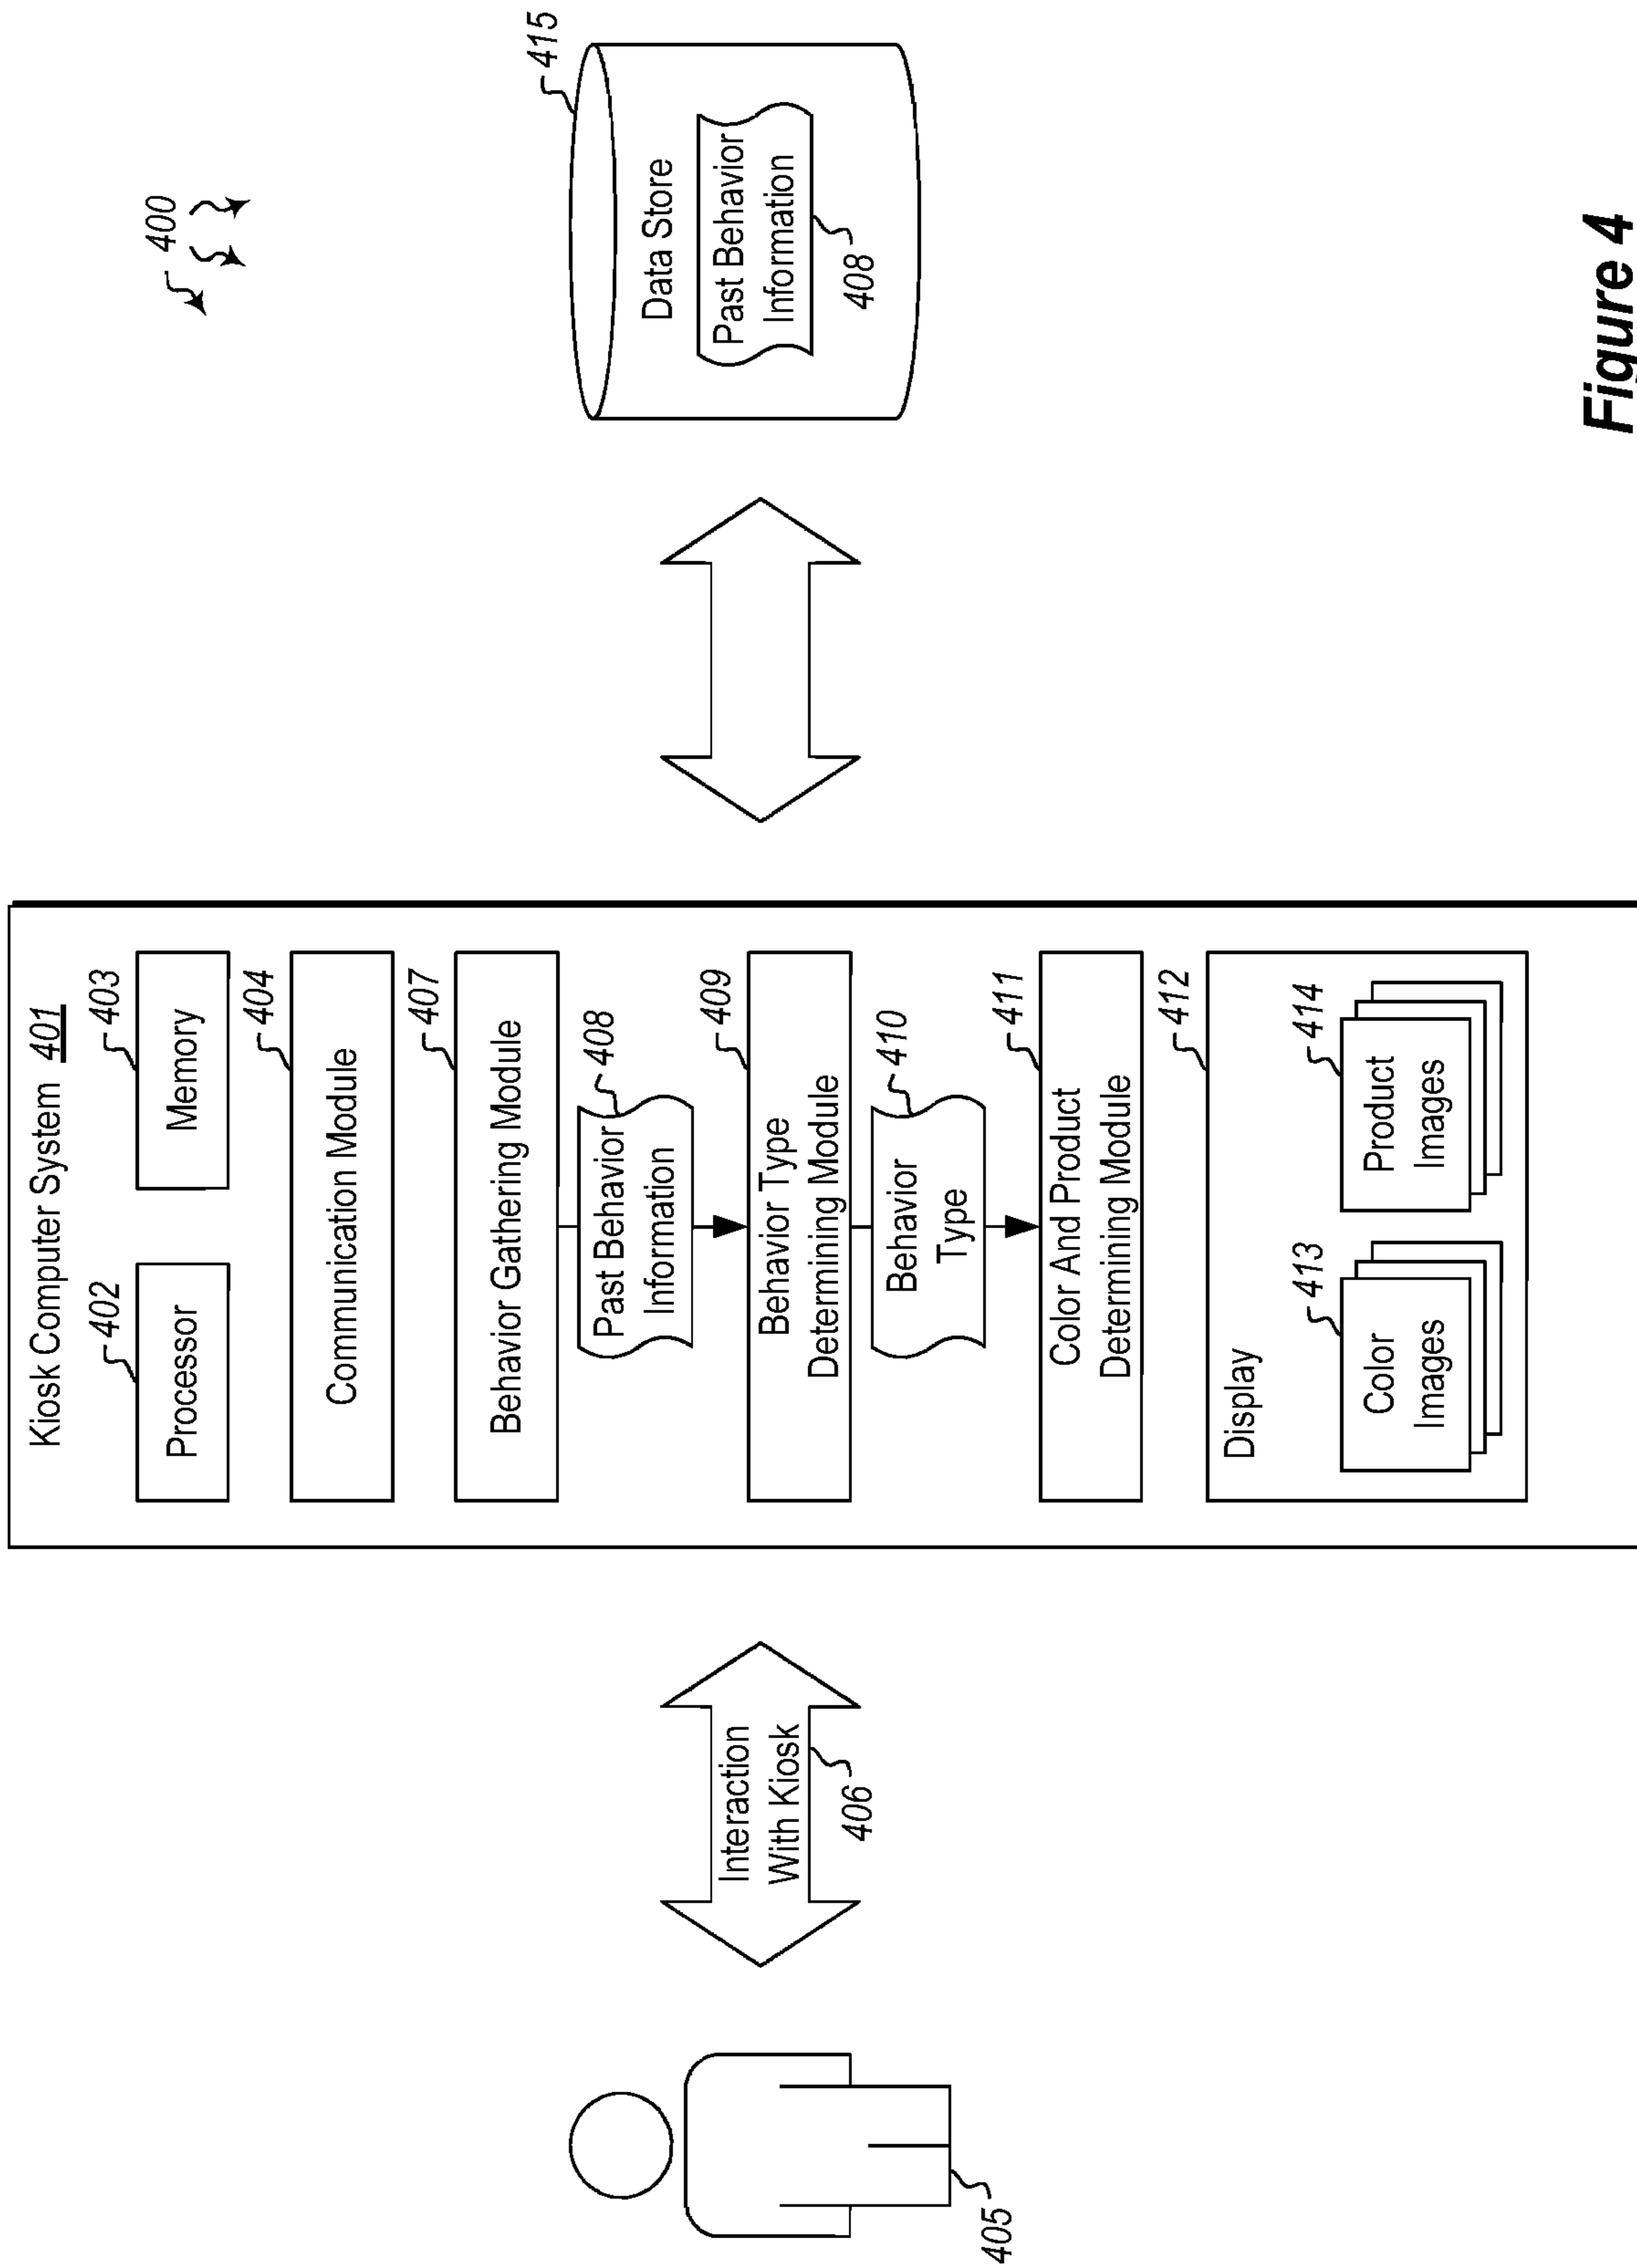 400
Kiosk Computer System 401
402
Processor
403
Memory
404
Communication Module
407
Behavior Gathering Module
408
Past Behavior
Information
409
Behavior Type
Determining Module
410
Behavior
Type
411
Color And Product
Determining Module
412
Display
413
Color
Images
414
Product
Images
405
Interaction
With Kiosk
406
415
Data Store
Past Behavior
Information
408
Figure 4